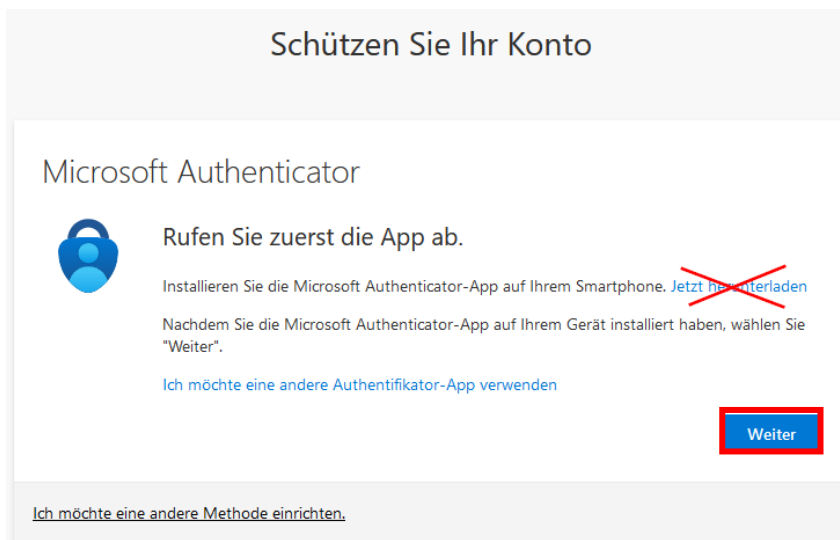 Schützen Sie Ihr Konto
Microsoft Authenticator
Rufen Sie zuerst die App ab.
Installieren Sie die Microsoft Authenticator-App auf Ihrem Smartphone. Jetzt herunterladen
Nachdem Sie die Microsoft Authenticator-App auf Ihrem Gerät installiert haben, wählen Sie
"Weiter".
Ich möchte eine andere Authentifikator-App verwenden
Weiter
Ich möchte eine andere Methode einrichten.